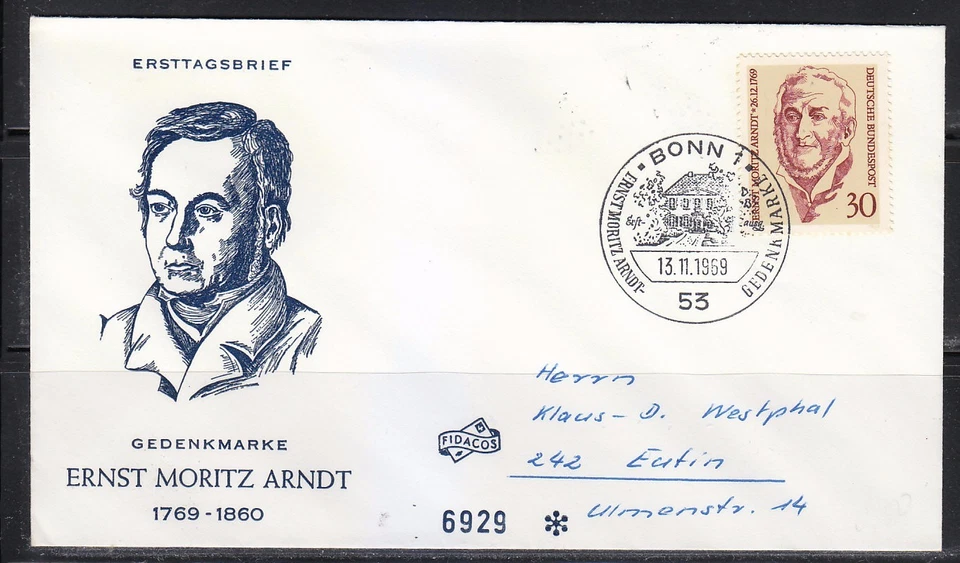 ERSTTAGSBRIEF
ERNST MORITZ ARNDT * 26.12.1769
DEUTSCHE BUNDESPOST
30
BONN 1
ERNST MORITZ ARNDT-
GEDENKMARKE
13.11.1969
53
Herrn
Klaus-D. Westphal
242 Eutin
Ulmenstr. 14
FIDACOS
GEDENKMARKE
ERNST MORITZ ARNDT
1769-1860
6929 *